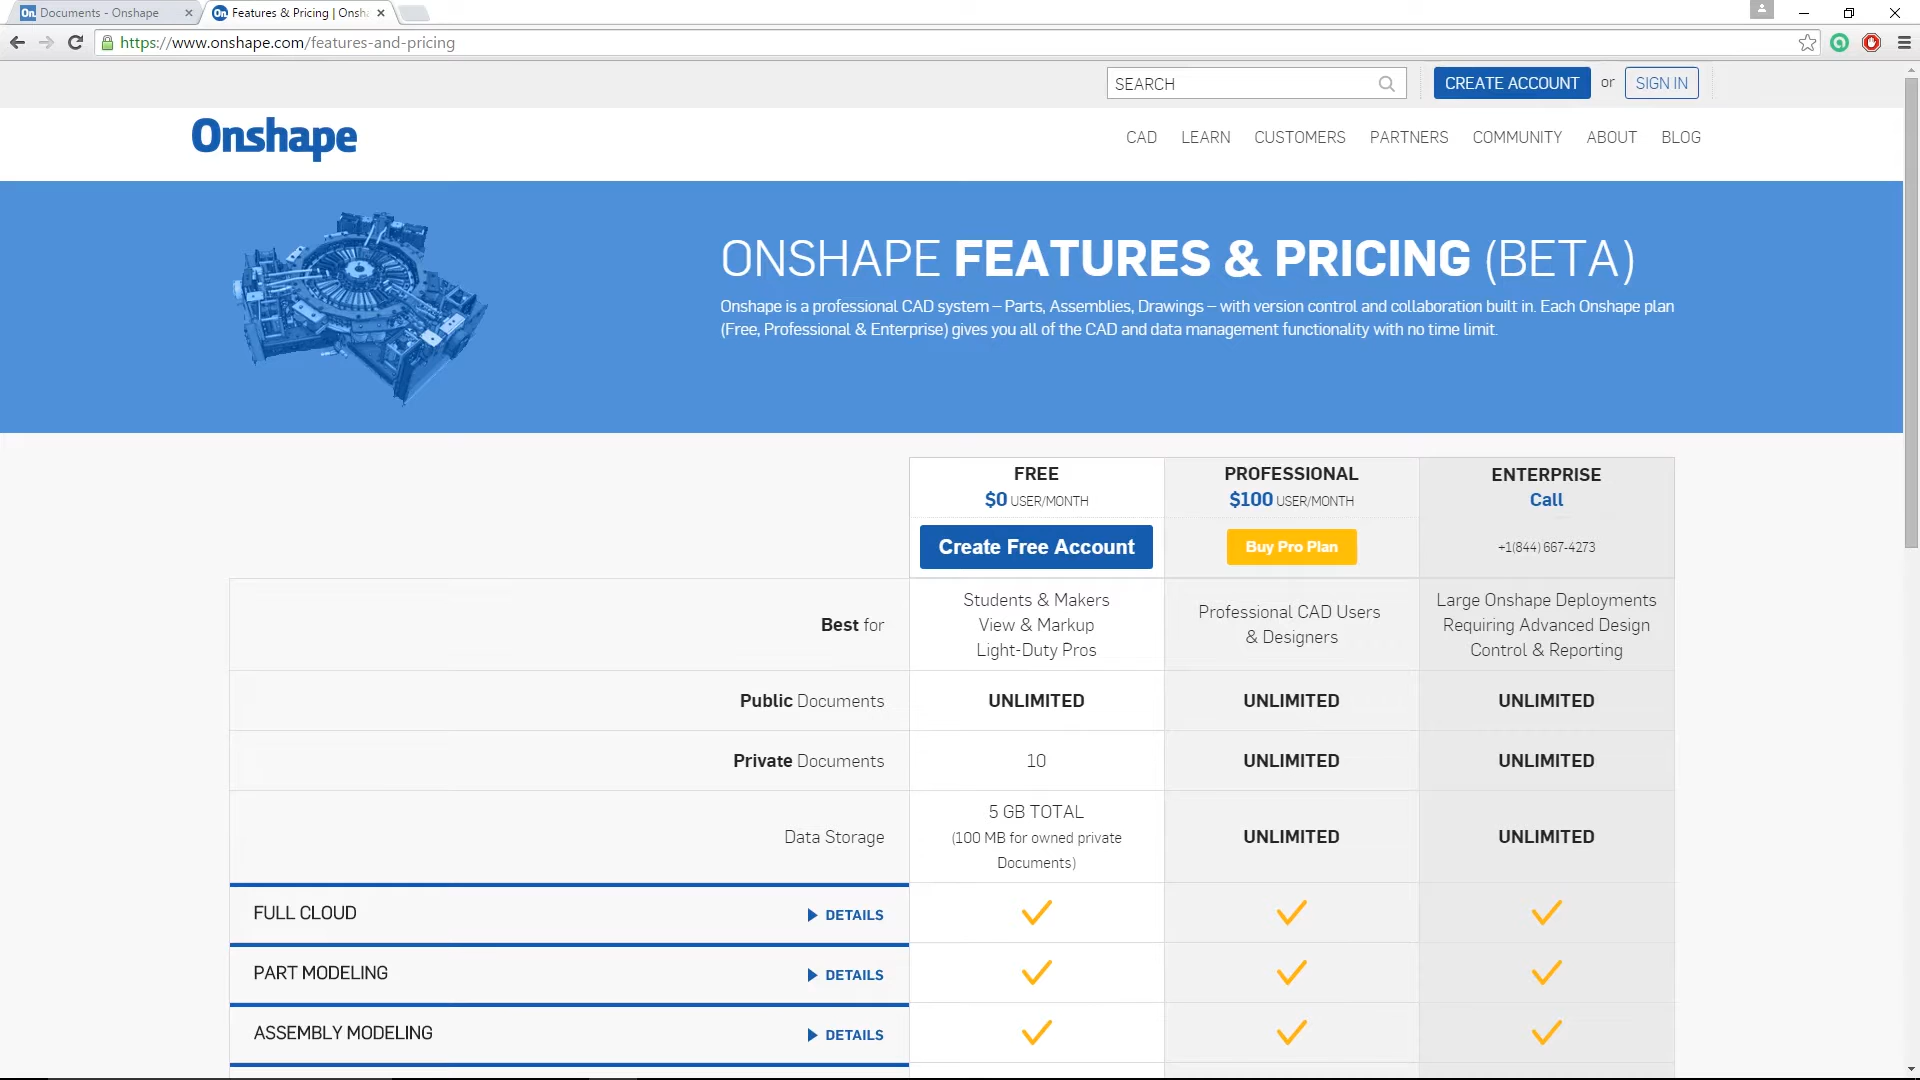 Documents - Onshape
Features & Pricing | Onsh
https://www.onshape.com/features-and-pricing
SEARCH
CREATE ACCOUNT or SIGN IN
Onshape
CAD LEARN CUSTOMERS PARTNERS COMMUNITY ABOUT BLOG
ONSHAPE FEATURES & PRICING (BETA)
Onshape is a professional CAD system – Parts, Assemblies, Drawings – with version control and collaboration built in. Each Onshape plan
(Free, Professional & Enterprise) gives you all of the CAD and data management functionality with no time limit.
FREE PROFESSIONAL ENTERPRISE
$0 USER/MONTH $100 USER/MONTH Call
Create Free Account Buy Pro Plan +1(844) 667-4273
Best for
Students & Makers
View & Markup
Light-Duty Pros
Professional CAD Users
& Designers
Large Onshape Deployments
Requiring Advanced Design
Control & Reporting
Public Documents UNLIMITED UNLIMITED UNLIMITED
Private Documents 10 UNLIMITED UNLIMITED
Data Storage
5 GB TOTAL
(100 MB for owned private
Documents)
UNLIMITED UNLIMITED
FULL CLOUD DETAILS
PART MODELING DETAILS
ASSEMBLY MODELING DETAILS